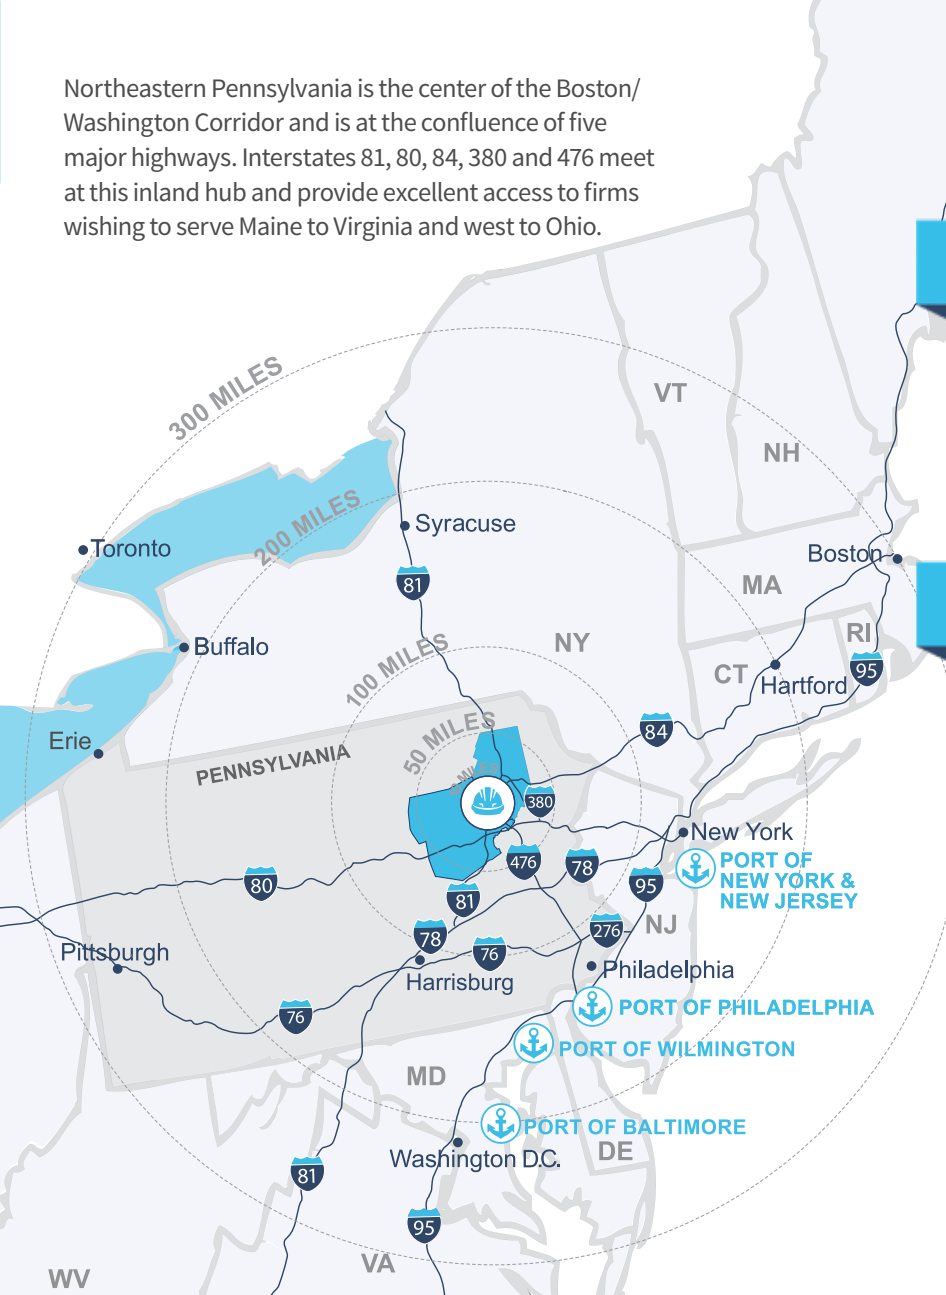 Northeastern Pennsylvania is the center of the Boston/
Washington Corridor and is at the confluence of five
major highways. Interstates 81, 80, 84, 380 and 476 meet
at this inland hub and provide excellent access to firms
wishing to serve Maine to Virginia and west to Ohio.
300 MILES
VT
NH
200 MILES
Syracuse
Toronto
Boston
81
MA
NY
RI
Buffalo
100 MILES
CT
95
Hartford
50 MILES
84
Erie
PENNSYLVANIA
MILES
380
New York
476
78
PORT OF
NEW YORK &
NEW JERSEY
80
95
81
NJ
78
276
76
Pittsburgh
Harrisburg
Philadelphia
76
PORT OF PHILADELPHIA
PORT OF WILMINGTON
MD
PORT OF BALTIMORE
Washington D.C.
DE
81
95
VA
WV